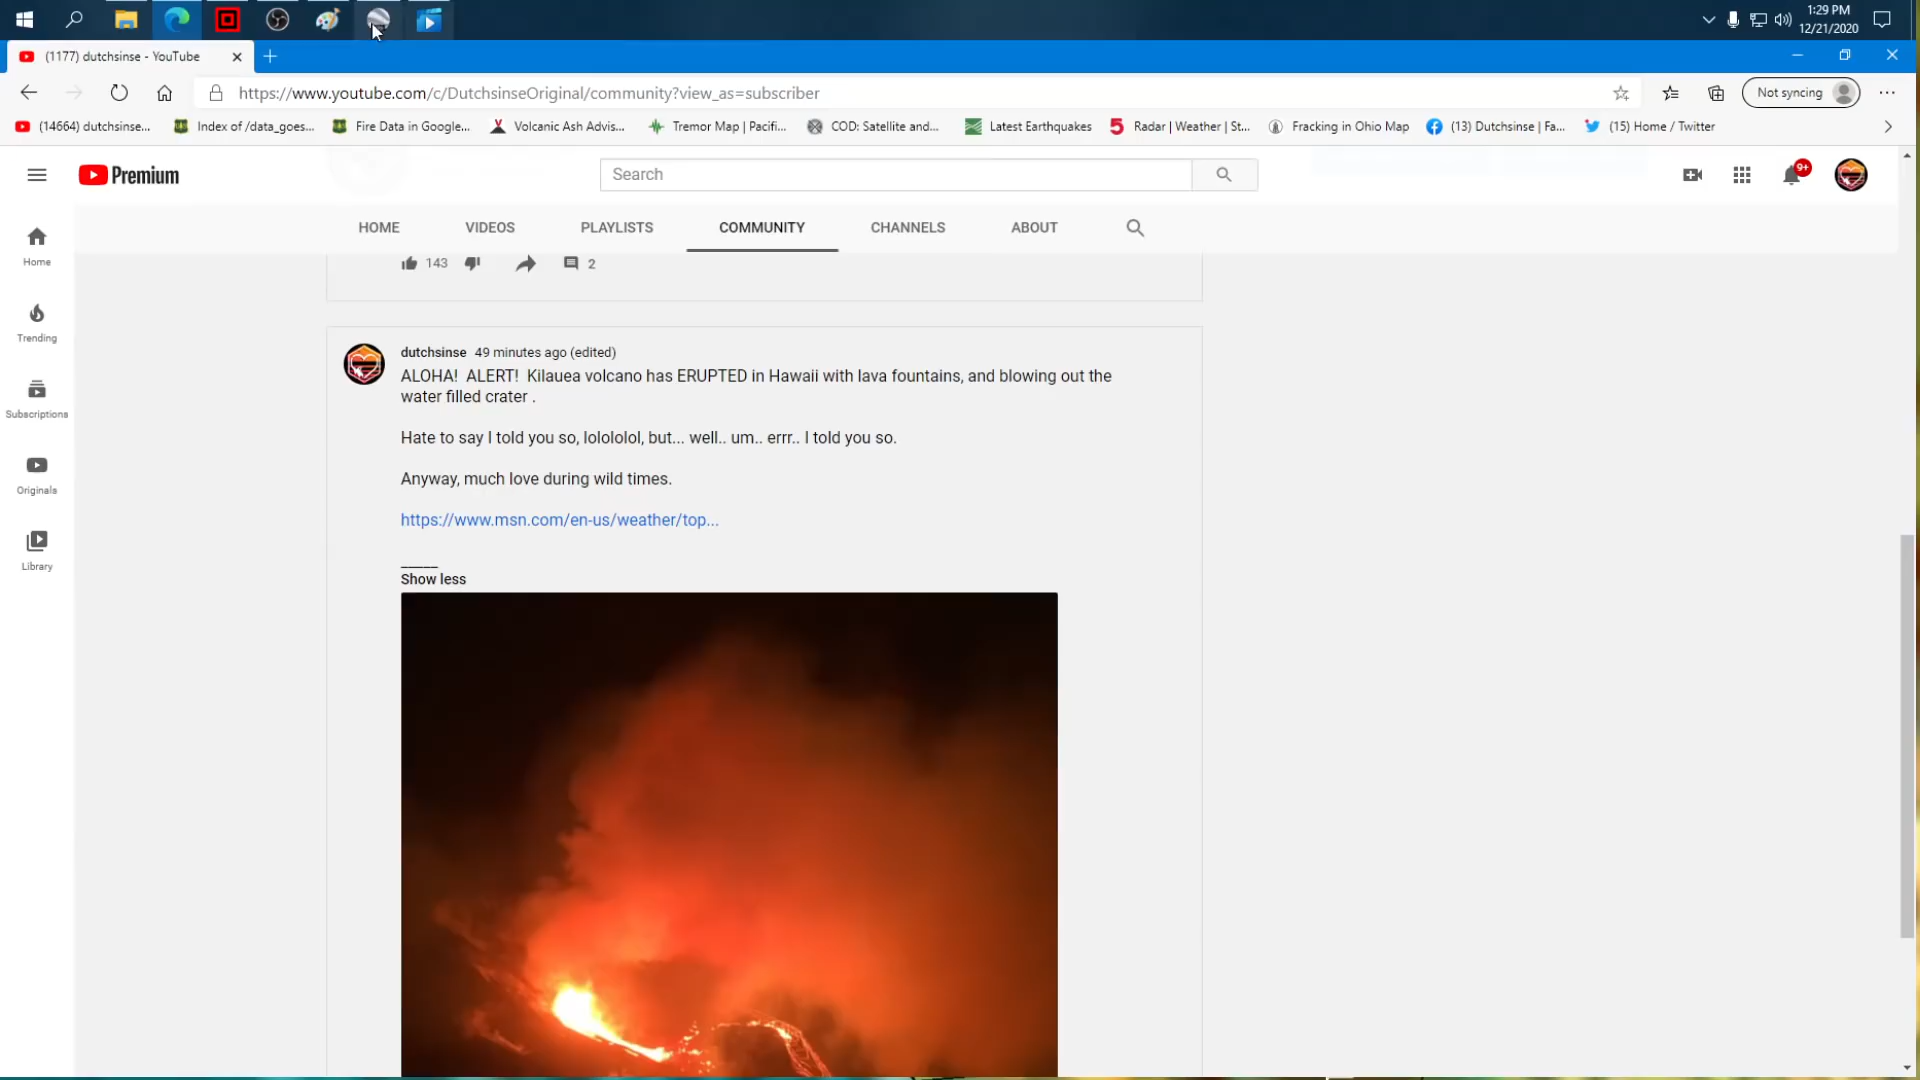 1:29 PM
12/21/2020
(1177) dutchsinse - YouTube
https://www.youtube.com/c/DutchsinseOriginal/community?view_as=subscriber
Not syncing
(14664) dutchsinse...
Index of /data_goes...
Fire Data in Google...
Volcanic Ash Advis...
Tremor Map | Pacifi...
COD: Satellite and...
Latest Earthquakes
5
Radar | Weather | St...
Fracking in Ohio Map
(13) Dutchsinse | Fa...
(15) Home / Twitter
Premium
Search
9+
HOME
VIDEOS
PLAYLISTS
COMMUNITY
CHANNELS
ABOUT
Home
Trending
Subscriptions
Originals
Library
143
2
dutchsinse 49 minutes ago (edited)
ALOHA! ALERT! Kilauea volcano has ERUPTED in Hawaii with lava fountains, and blowing out the
water filled crater .
Hate to say I told you so, lolololol, but... well.. um.. errr.. I told you so.
Anyway, much love during wild times.
https://www.msn.com/en-us/weather/top...
_____
Show less